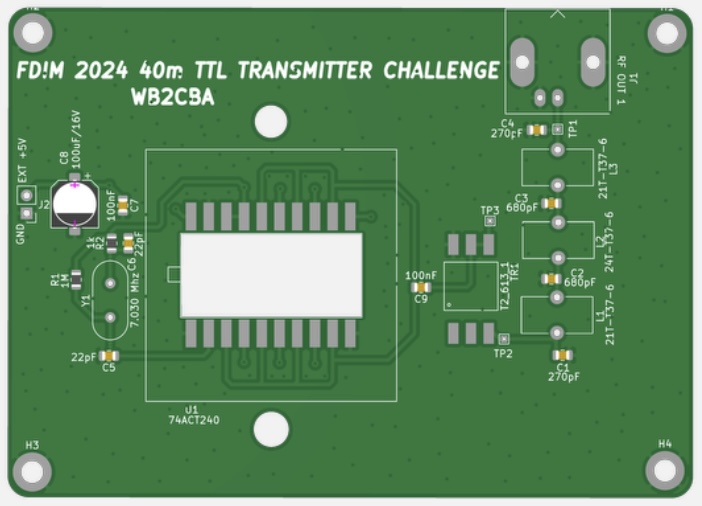 H2
H1
FD!M 2024 40m TTL TRANSMITTER CHALLENGE
WB2CBA
J1
RF OUT 1
C4
270pF
TP1
21T-T37-6
L3
C3
680pF
TP3
24T-T37-6
L2
C2
680pF
21T-T37-6
L1
C1
270pF
TP2
TR1
T2_613_1
100nF
C9
EXT +5V
J2
GND
C8
100uF/16V
+
100nF
C7
1k
R2
22pF
C6
R1
1M
Y1
7.030 Mhz
22pF
C5
U1
74ACT240
H3
H4